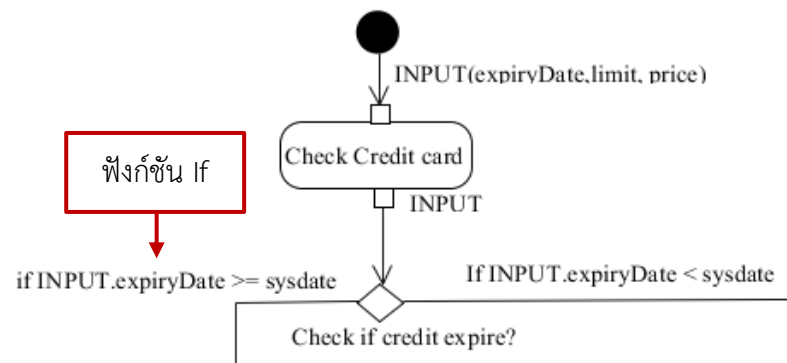 INPUT(expiryDate,limit, price)
Check Credit card
ฟังก์ชัน If
INPUT
if INPUT.expiryDate >= sysdate
If INPUT.expiryDate < sysdate
Check if credit expire?